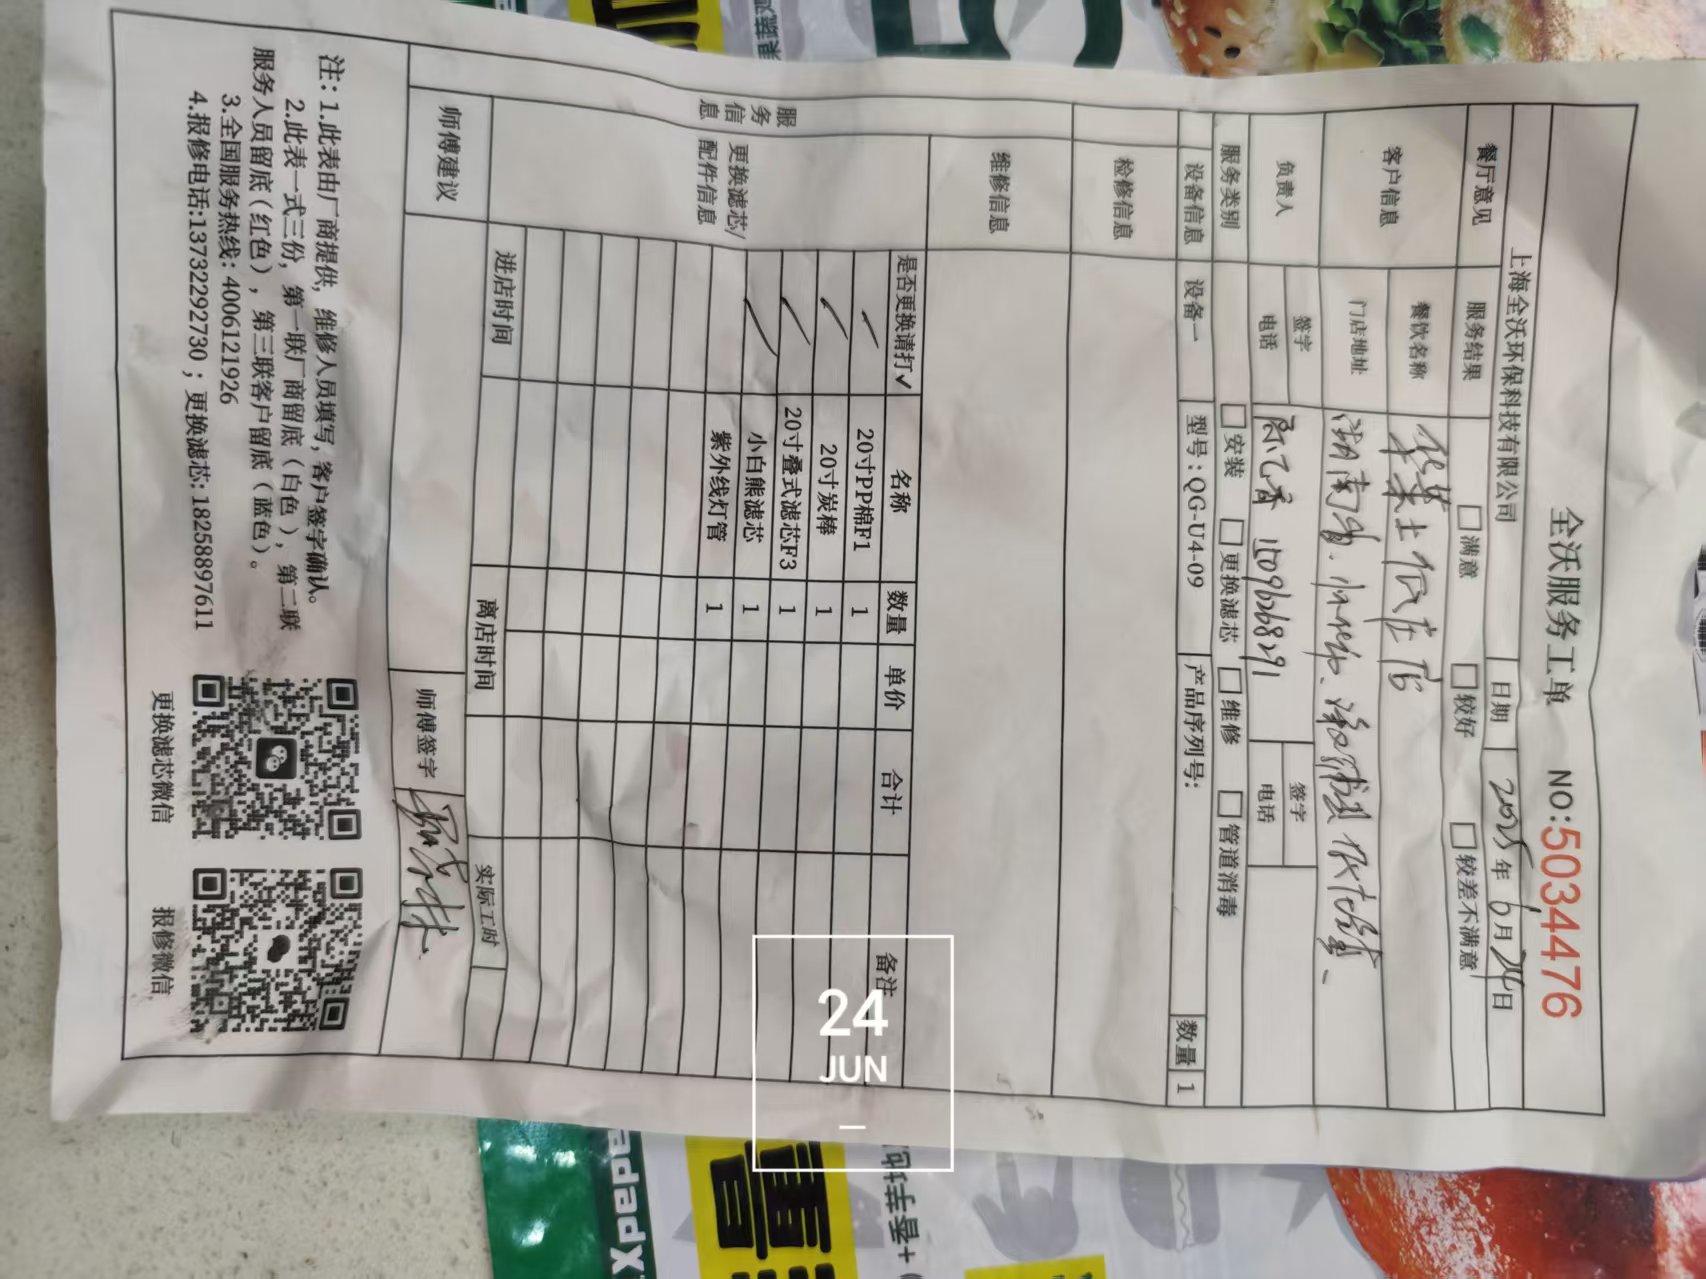 全沃服务工单 NO:5034476
上海全沃环保科技有限公司 日期 2025年6月24日
餐厅意见 服务结果 □满意 □较好 □较差不满意
客户信息 餐饮名称 华莱士
门店地址 湖南省
负责人 签字 签字
电话 15096268291 电话
服务类别 □安装 □更换滤芯 □维修 □管道消毒
设备信息 设备一 型号:QG-U4-09 产品序列号: 数量 1
检修信息
维修信息
服务信息
更换滤芯/配件信息
是否更换请打✓ 名称 数量 单价 合计 备注
20寸PP棉F1 1
20寸炭棒 1
20寸叠式滤芯F3 1
小白熊滤芯 1
紫外线灯管 1
进店时间 离店时间 实际工时
师傅建议 师傅签字
注: 1.此表由厂商提供, 维修人员填写, 客户签字确认。
2.此表一式三份, 第一联厂商留底(白色), 第二联
服务人员留底(红色), 第三联客户留底(蓝色)。
3.全国服务热线: 4006121926
4.报修电话:13732292730; 更换滤芯: 18258897611
更换滤芯微信 报修微信
24
JUN